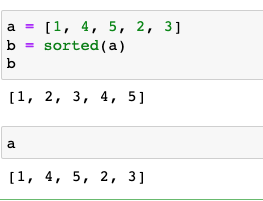 a = [1, 4, 5, 2, 3]
b = sorted(a)
b
[1, 2, 3, 4, 5]
a
[1, 4, 5, 2, 3]